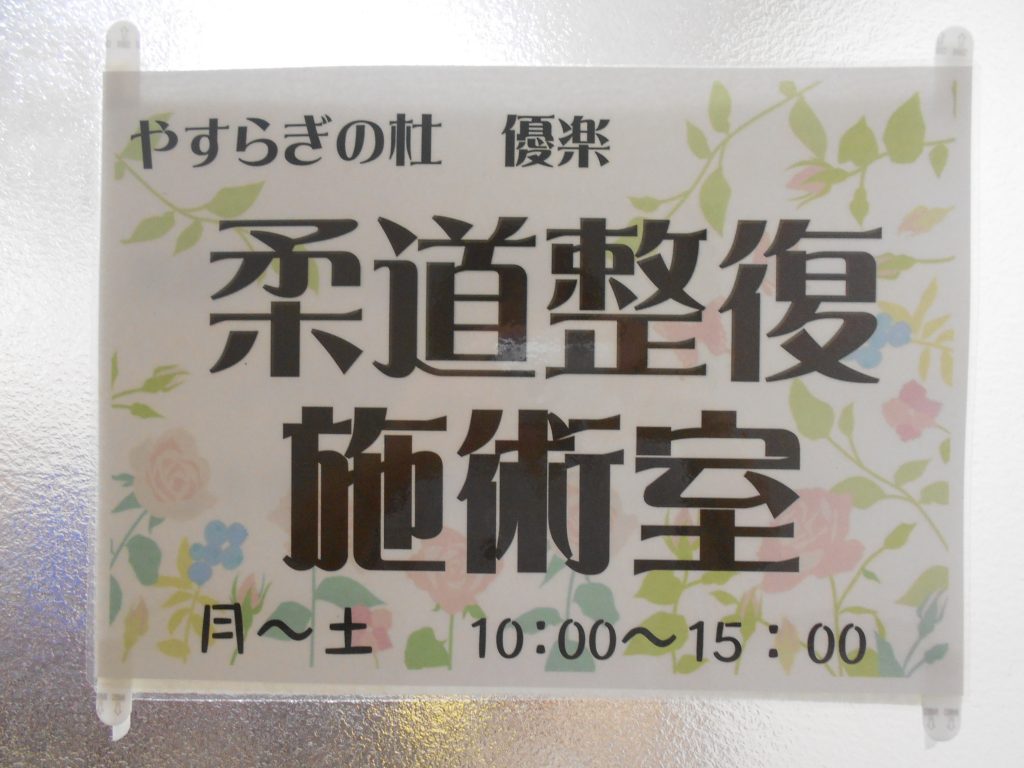 やすらぎの杜　優楽
柔道整復
施術室
月～土　10:00～15：00